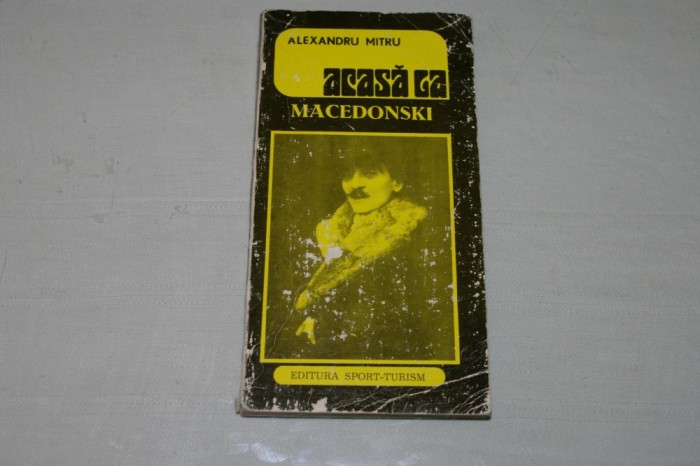 ALEXANDRU MITRU
acasă la
MACEDONSKI
EDITURA SPORT-TURISM